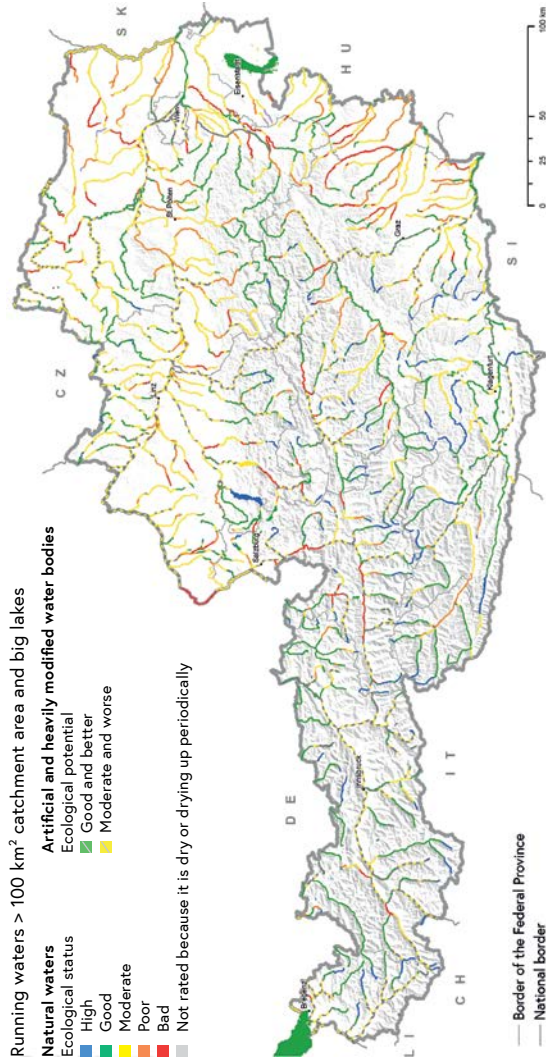 Running waters > 100 km² catchment area and big lakes
Natural waters
Ecological status
High
Good
Moderate
Poor
Bad
Not rated because it is dry or drying up periodically
Artificial and heavily modified water bodies
Ecological potential
Good and better
Moderate and worse
CZ
SK
DE
HU
LI
CH
IT
SI
Linz
St.Pölten
Wien
Eisenstadt
Salzburg
Bregenz
Innsbruck
Graz
Klagenfurt
Border of the Federal Province
National border
0 25 50 100 km